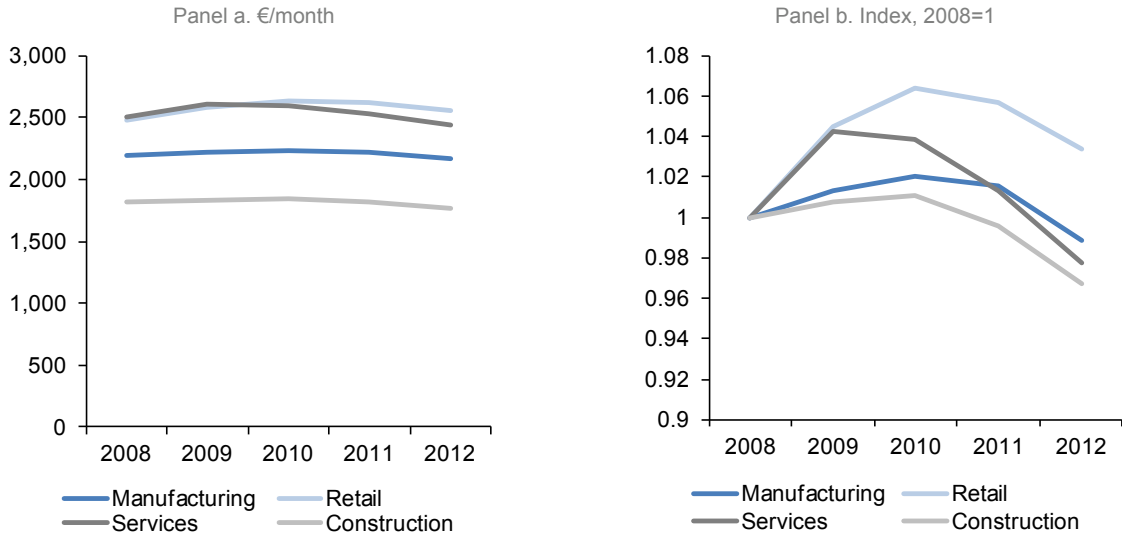 Panel a. €/month
3,000
2,500
2,000
1,500
1,000
500
0
2008 2009 2010 2011 2012
Manufacturing Retail
Services Construction
Panel b. Index, 2008=1
1.08
1.06
1.04
1.02
1
0.98
0.96
0.94
0.92
0.9
2008 2009 2010 2011 2012
Manufacturing Retail
Services Construction